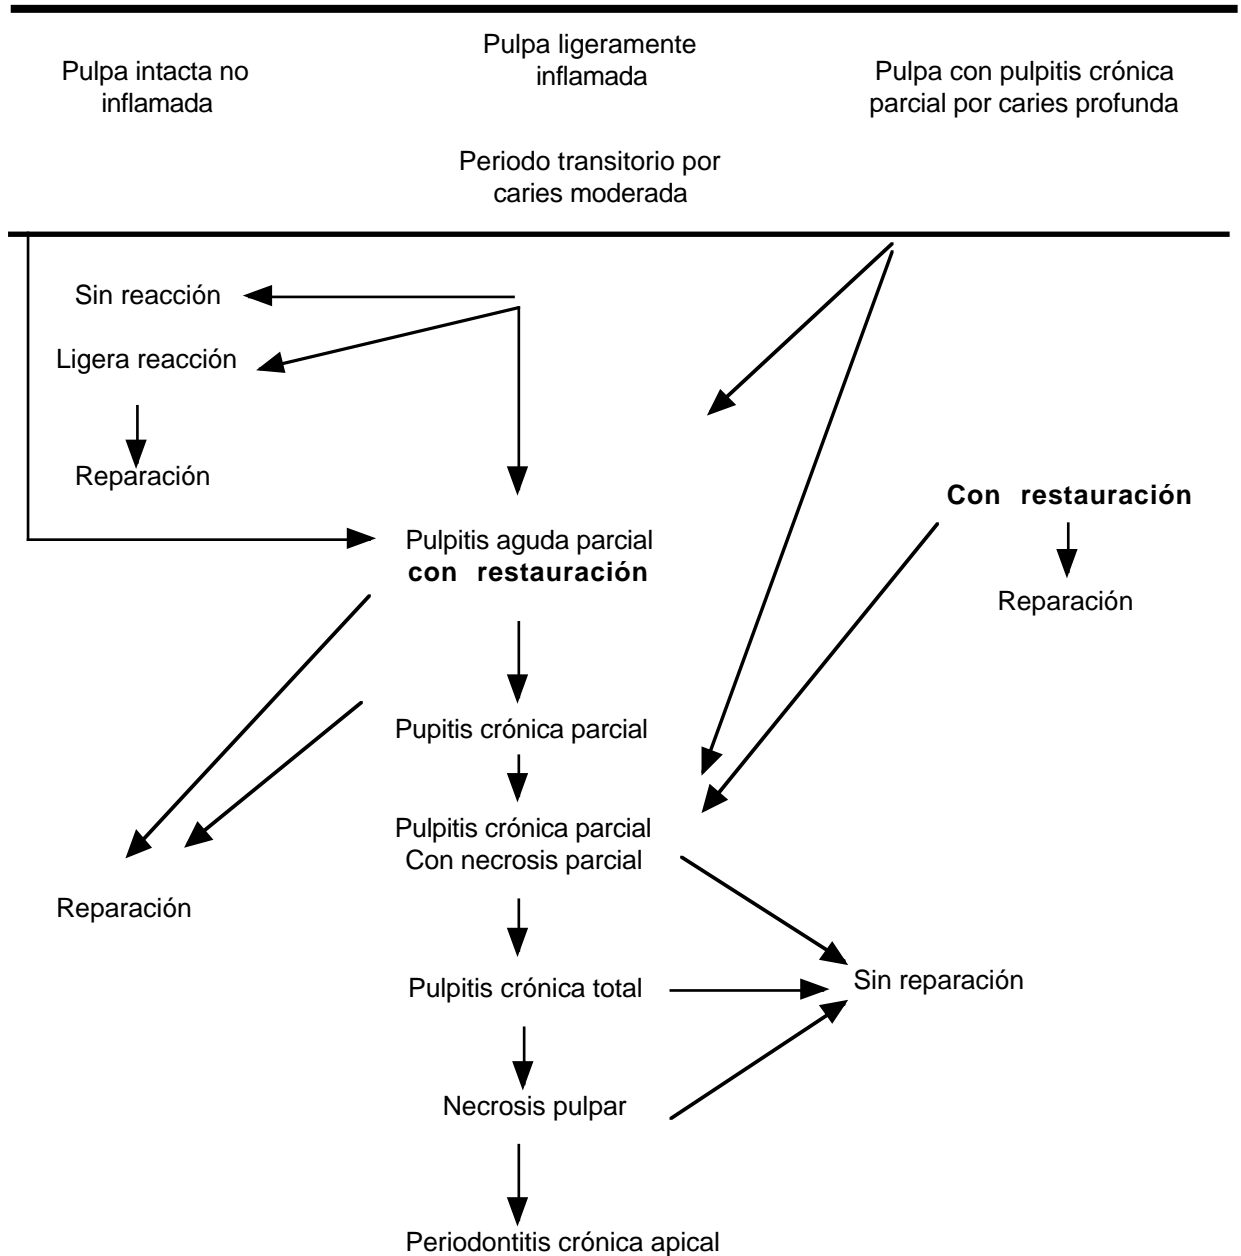 Pulpa intacta no
inflamada
Pulpa ligeramente
inflamada
Periodo transitorio por
caries moderada
Pulpa con pulpitis crónica
parcial por caries profunda
Sin reacción
Ligera reacción
Reparación
Pulpitis aguda parcial
con restauración
Con restauración
Reparación
Pupitis crónica parcial
Pulpitis crónica parcial
Con necrosis parcial
Reparación
Pulpitis crónica total
Sin reparación
Necrosis pulpar
Periodontitis crónica apical